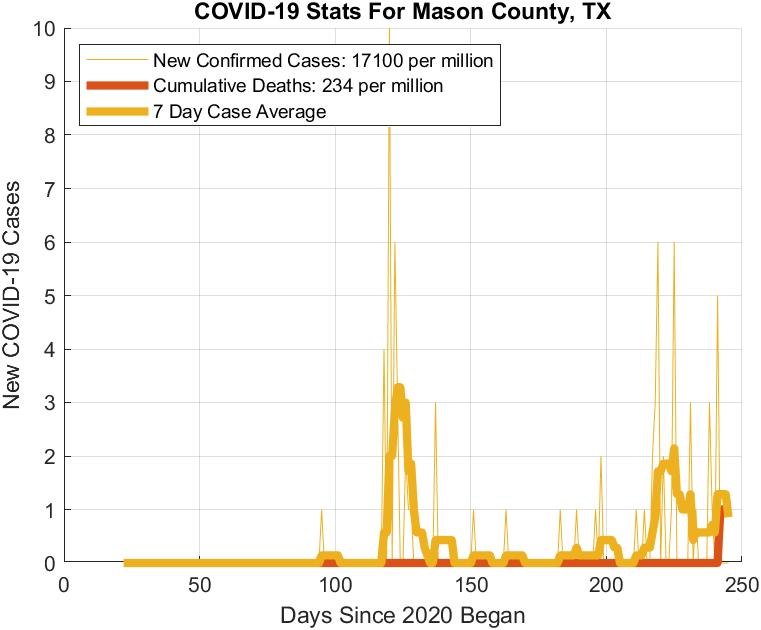 COVID-19 Stats For Mason County, TX
New Confirmed Cases: 17100 per million
Cumulative Deaths: 234 per million
7 Day Case Average
New COVID-19 Cases
10
9
8
7
6
5
4
3
2
1
0
0 50 100 150 200 250
Days Since 2020 Began